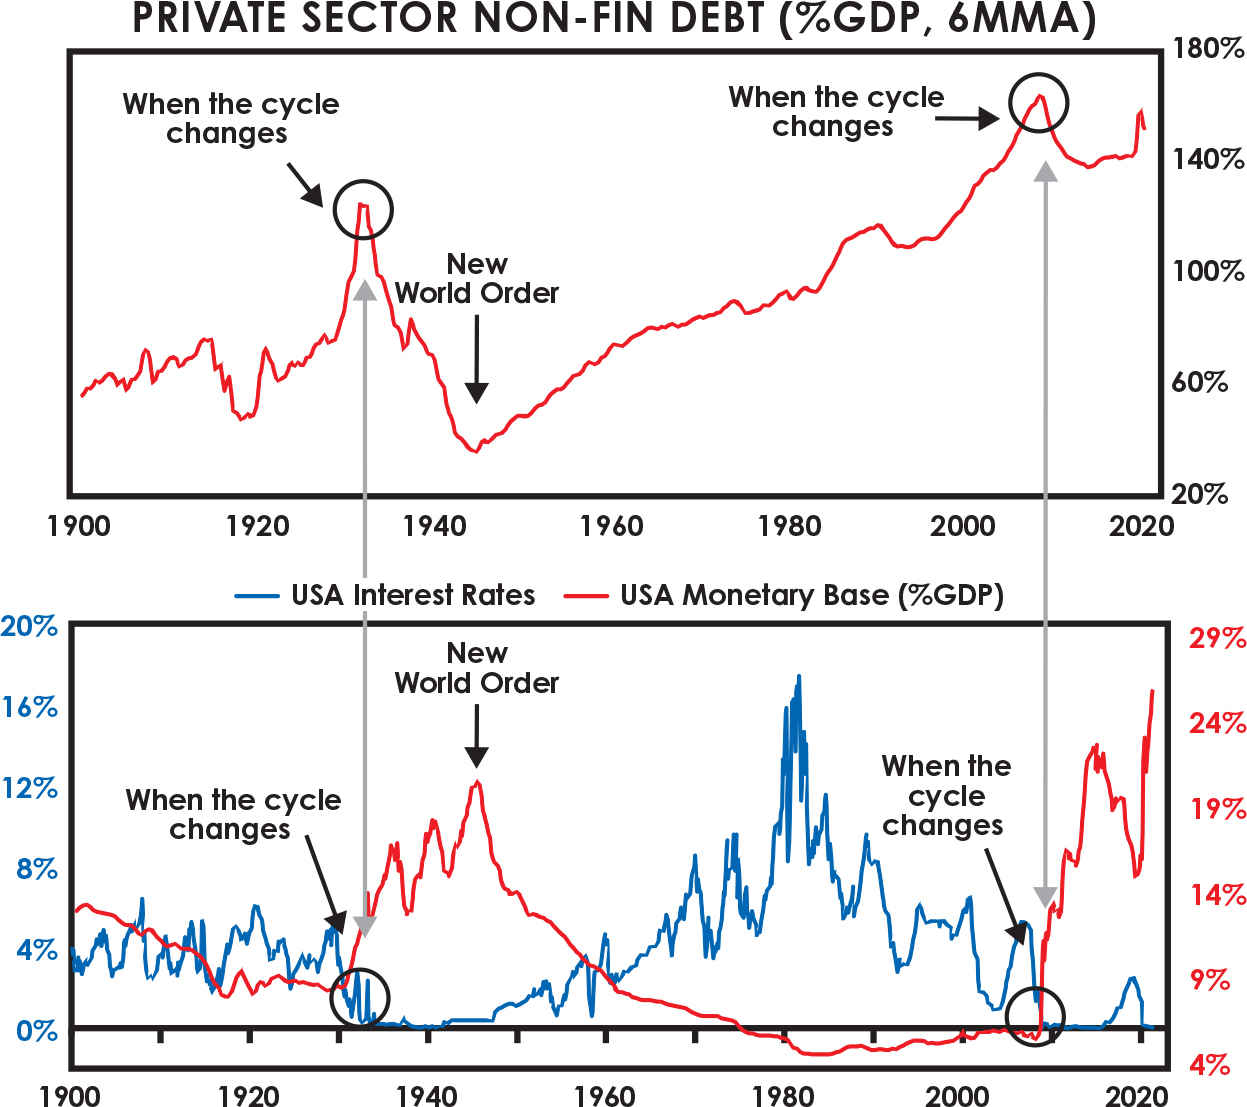 PRIVATE SECTOR NON-FIN DEBT (%GDP, 6MMA)
180%
When the cycle
changes
When the cycle
changes
140%
New
World Order
100%
60%
20%
1900 1920 1940 1960 1980 2000 2020
USA Interest Rates USA Monetary Base (%GDP)
20%
29%
New
World Order
16%
24%
When the
cycle
changes
12%
When the cycle
changes
19%
8%
14%
4%
9%
0%
4%
1900 1920 1940 1960 1980 2000 2020